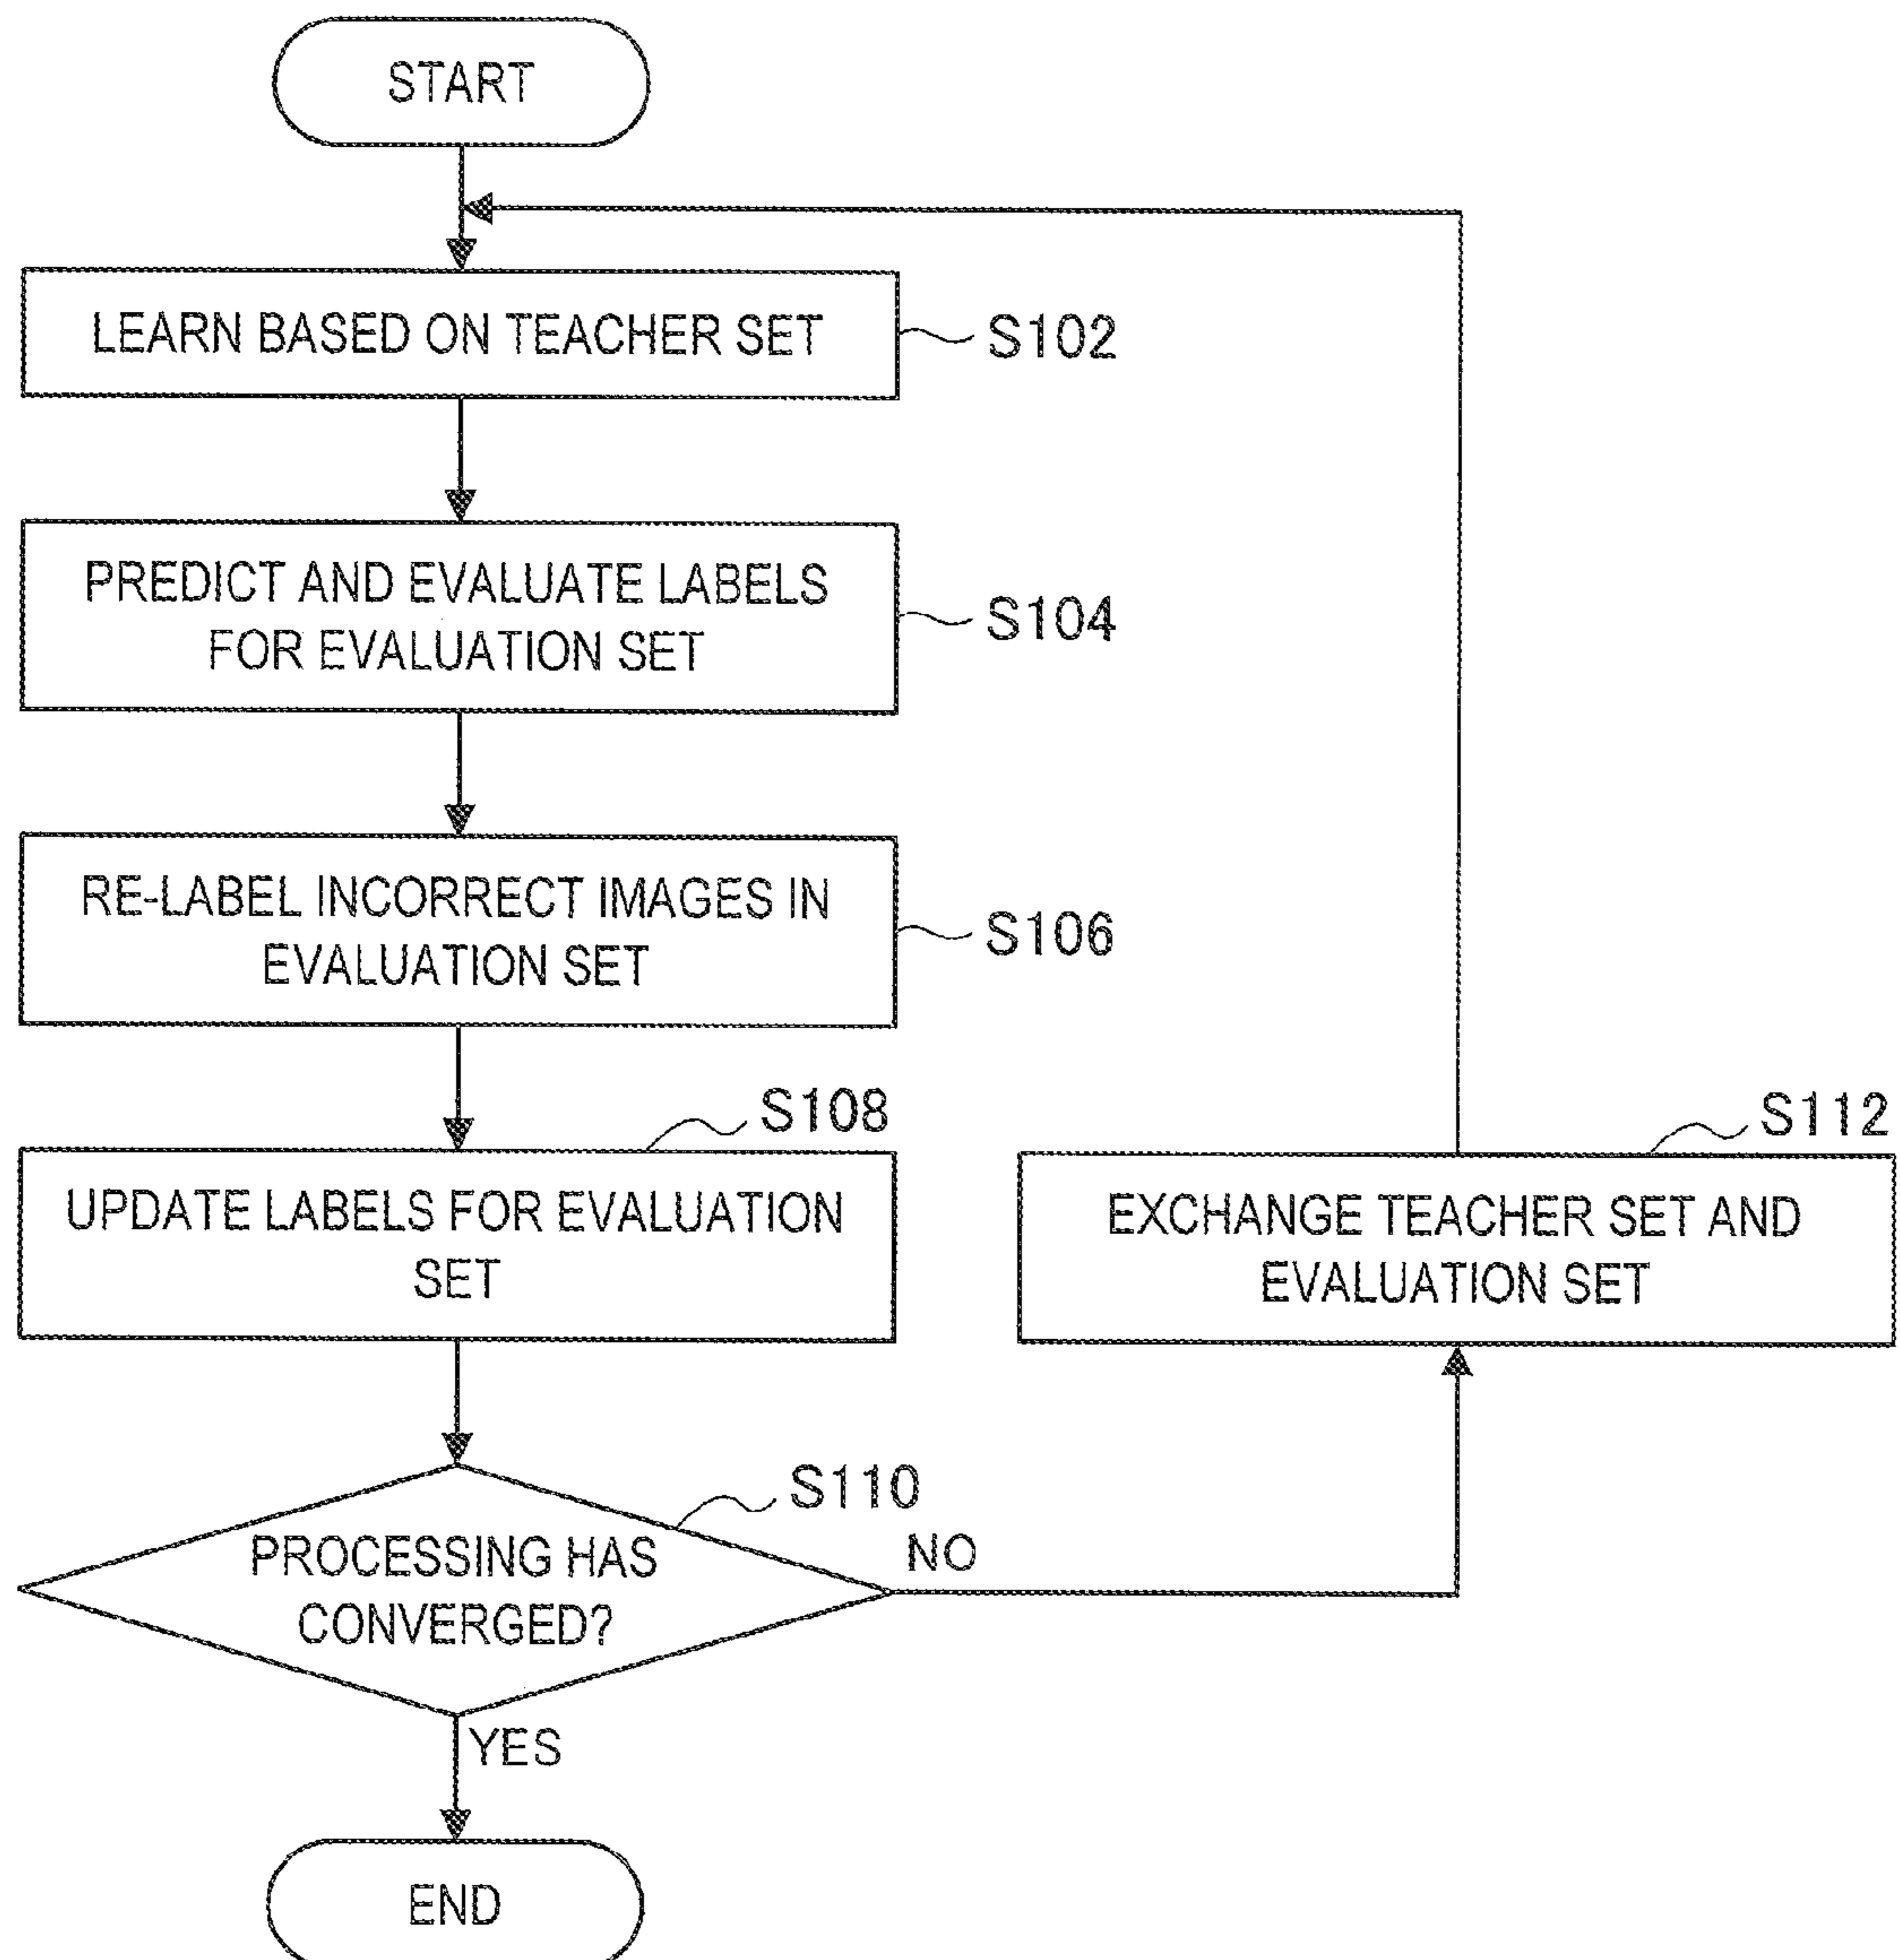 START
LEARN BASED ON TEACHER SET
S102
PREDICT AND EVALUATE LABELS
FOR EVALUATION SET
S104
RE-LABEL INCORRECT IMAGES IN
EVALUATION SET
S106
S108
UPDATE LABELS FOR EVALUATION
SET
S112
EXCHANGE TEACHER SET AND
EVALUATION SET
S110
PROCESSING HAS
CONVERGED?
NO
YES
END